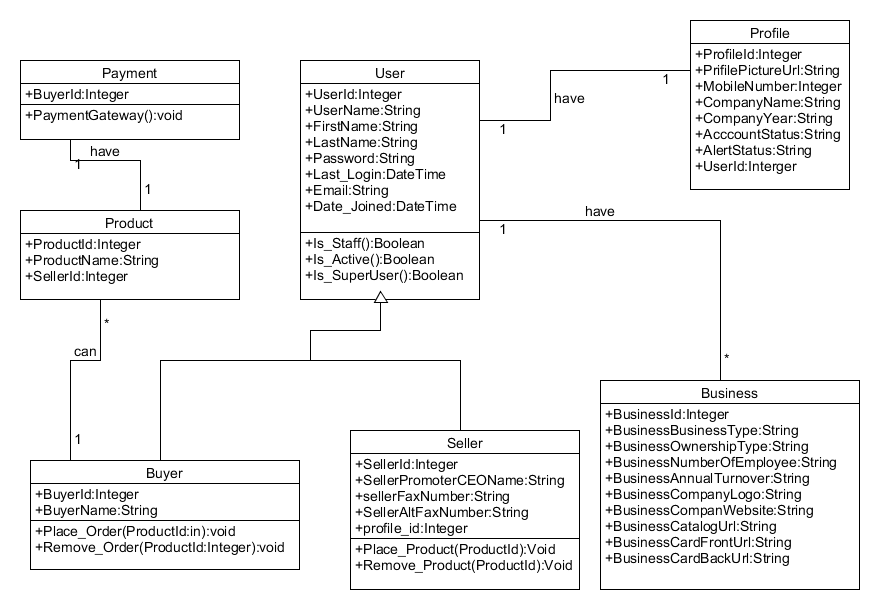 Payment
+BuyerId:Integer
+PaymentGateway():void
have
1
1
Product
+ProductId:Integer
+ProductName:String
+SellerId:Integer
*
can
1
User
+UserId:Integer
+UserName:String
+FirstName:String
+LastName:String
+Password:String
+Last_Login:DateTime
+Email:String
+Date_Joined:DateTime
+Is_Staff():Boolean
+Is_Active():Boolean
+Is_SuperUser():Boolean
1
have
1
Profile
+ProfileId:Integer
+PrifilePictureUrl:String
+MobileNumber:Integer
+CompanyName:String
+CompanyYear:String
+AcccountStatus:String
+AlertStatus:String
+UserId:Interger
have
1
*
Buyer
+BuyerId:Integer
+BuyerName:String
+Place_Order(ProductId:in):void
+Remove_Order(ProductId:Integer):void
Seller
+SellerId:Integer
+SellerPromoterCEOName:String
+sellerFaxNumber:String
+SellerAltFaxNumber:String
+profile_id:Integer
+Place_Product(ProductId):Void
+Remove_Product(ProductId):Void
Business
+BusinessId:Integer
+BusinessBusinessType:String
+BusinessOwnershipType:String
+BusinessNumberOfEmployee:String
+BusinessAnnualTurnover:String
+BusinessCompanyLogo:String
+BusinessCompanWebsite:String
+BusinessCatalogUrl:String
+BusinessCardFrontUrl:String
+BusinessCardBackUrl:String